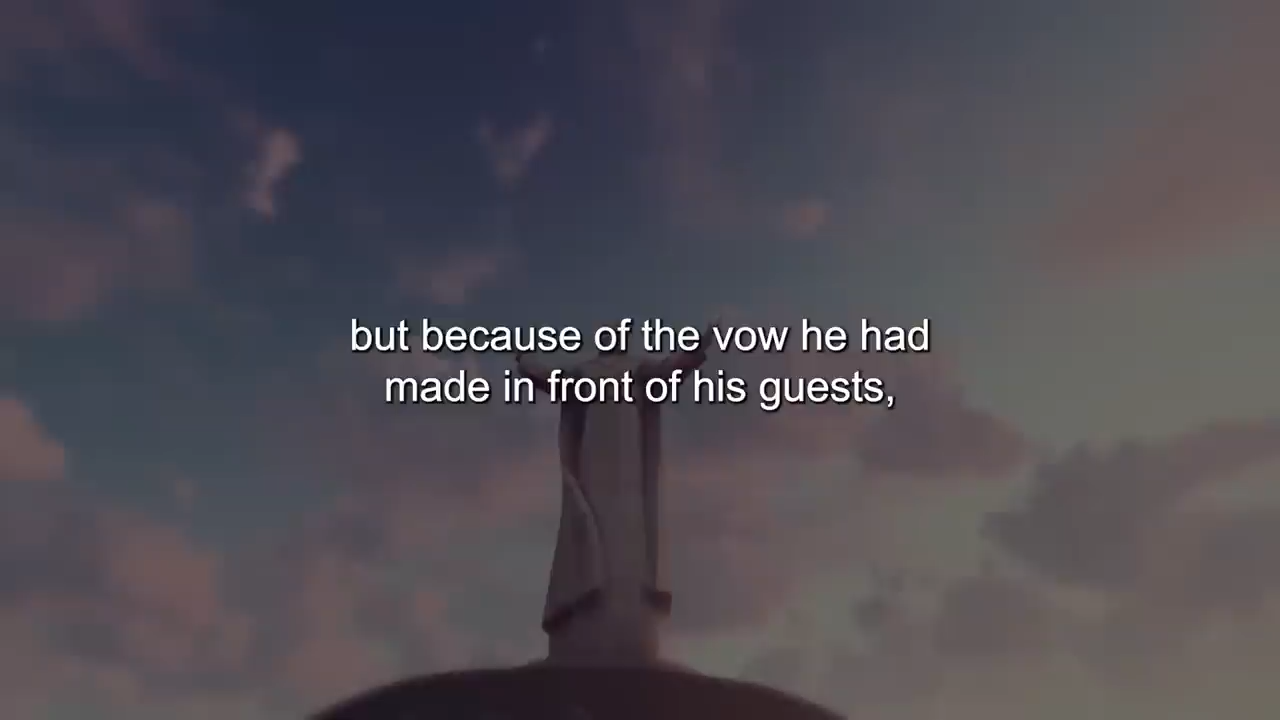 but because of the vow he had
made in front of his guests,